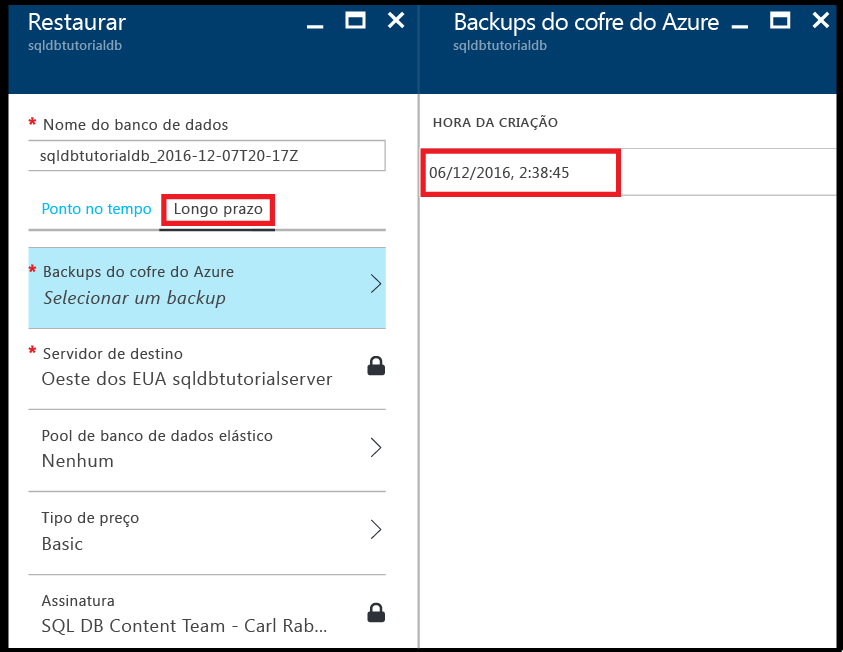 Restaurar
sqldbtutorialdb
* Nome do banco de dados
sqldbtutorialdb_2016-12-07T20-17Z
Ponto no tempo Longo prazo
* Backups do cofre do Azure
Selecionar um backup
* Servidor de destino
Oeste dos EUA sqldbtutorialserver
Pool de banco de dados elástico
Nenhum
Tipo de preço
Basic
Assinatura
SQL DB Content Team - Carl Rab...
Backups do cofre do Azure
sqldbtutorialdb
HORA DA CRIAÇÃO
06/12/2016, 2:38:45